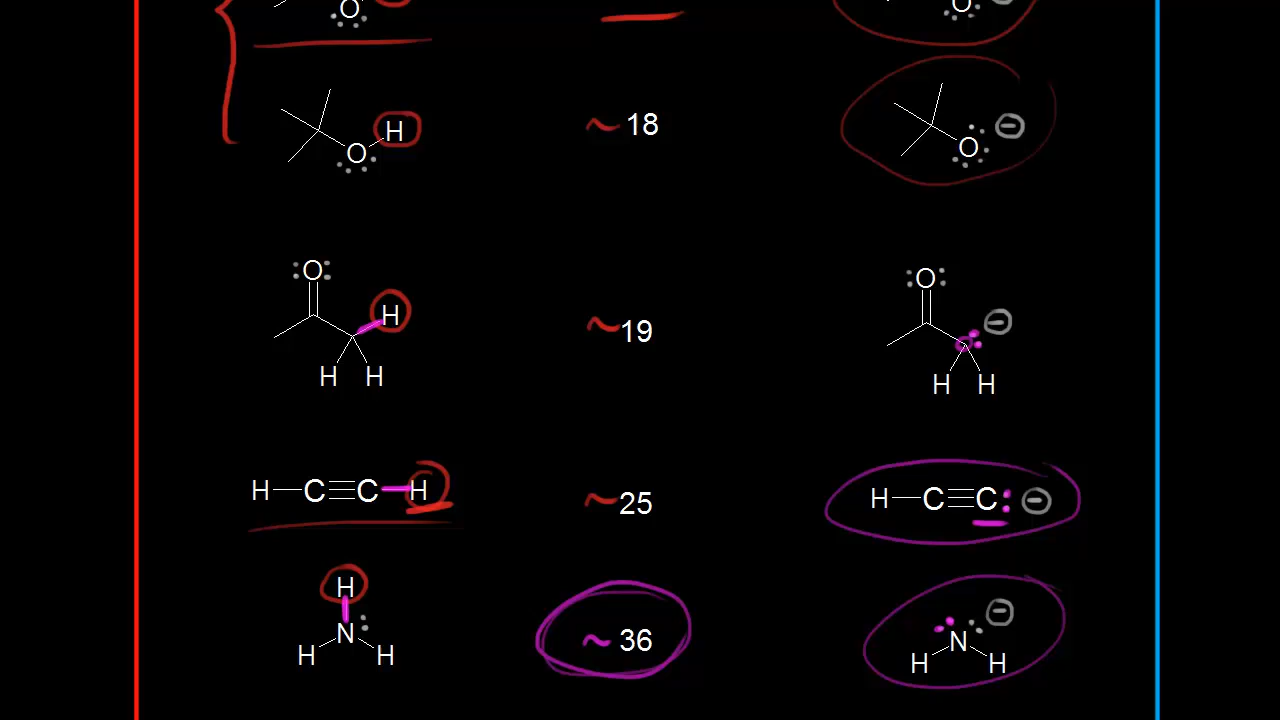 O O
H ~ 18
O O
O O
H ~19
H H H H
H C C H ~25 H C C
H
N ~ 36 N
H H H H